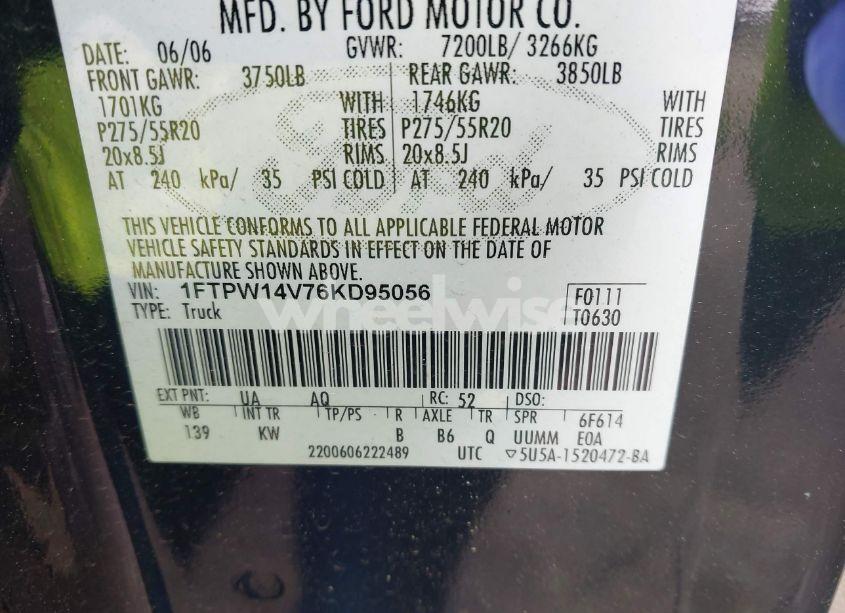 MFD. BY FORD MOTOR CO.
DATE: 06/06 GVWR: 7200LB/ 3266KG
FRONT GAWR: 3750LB REAR GAWR: 3850LB
1701KG WITH 1746KG WITH
P275/55R20 TIRES P275/55R20 TIRES
20x8.5J RIMS 20x8.5J RIMS
AT 240 kPa/ 35 PSI COLD AT 240 kPa/ 35 PSI COLD
THIS VEHICLE CONFORMS TO ALL APPLICABLE FEDERAL MOTOR
VEHICLE SAFETY STANDARDS IN EFFECT ON THE DATE OF
MANUFACTURE SHOWN ABOVE.
VIN: 1FTPW14V76KD95056 F0111
TYPE: Truck T0630
wheelwise
EXT PNT: UA AQ RC: 52 DSO:
WB INT TR TP/PS R AXLE TR SPR 6F614
139 KW B B6 Q UUMM EOA
2200606222489 UTC ▽5U5A-1520472-BA